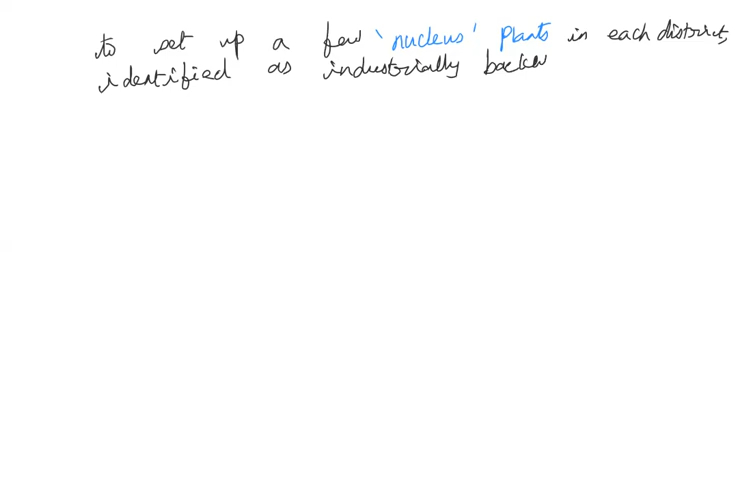 to set up a few 'nucleus' plants in each district,
identified as industrially backw